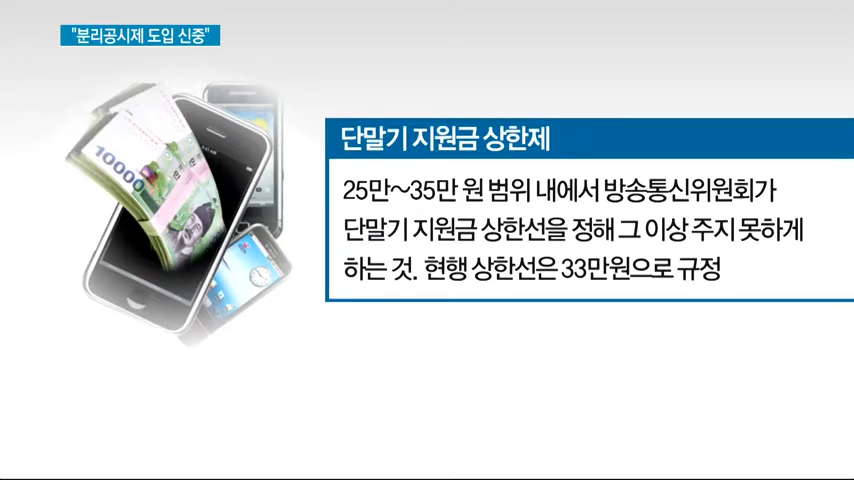 "분리공시제 도입 신중"
10000
단말기 지원금 상한제
25만~35만 원 범위 내에서 방송통신위원회가
단말기 지원금 상한선을 정해 그 이상 주지 못하게
하는 것. 현행 상한선은 33만원으로 규정